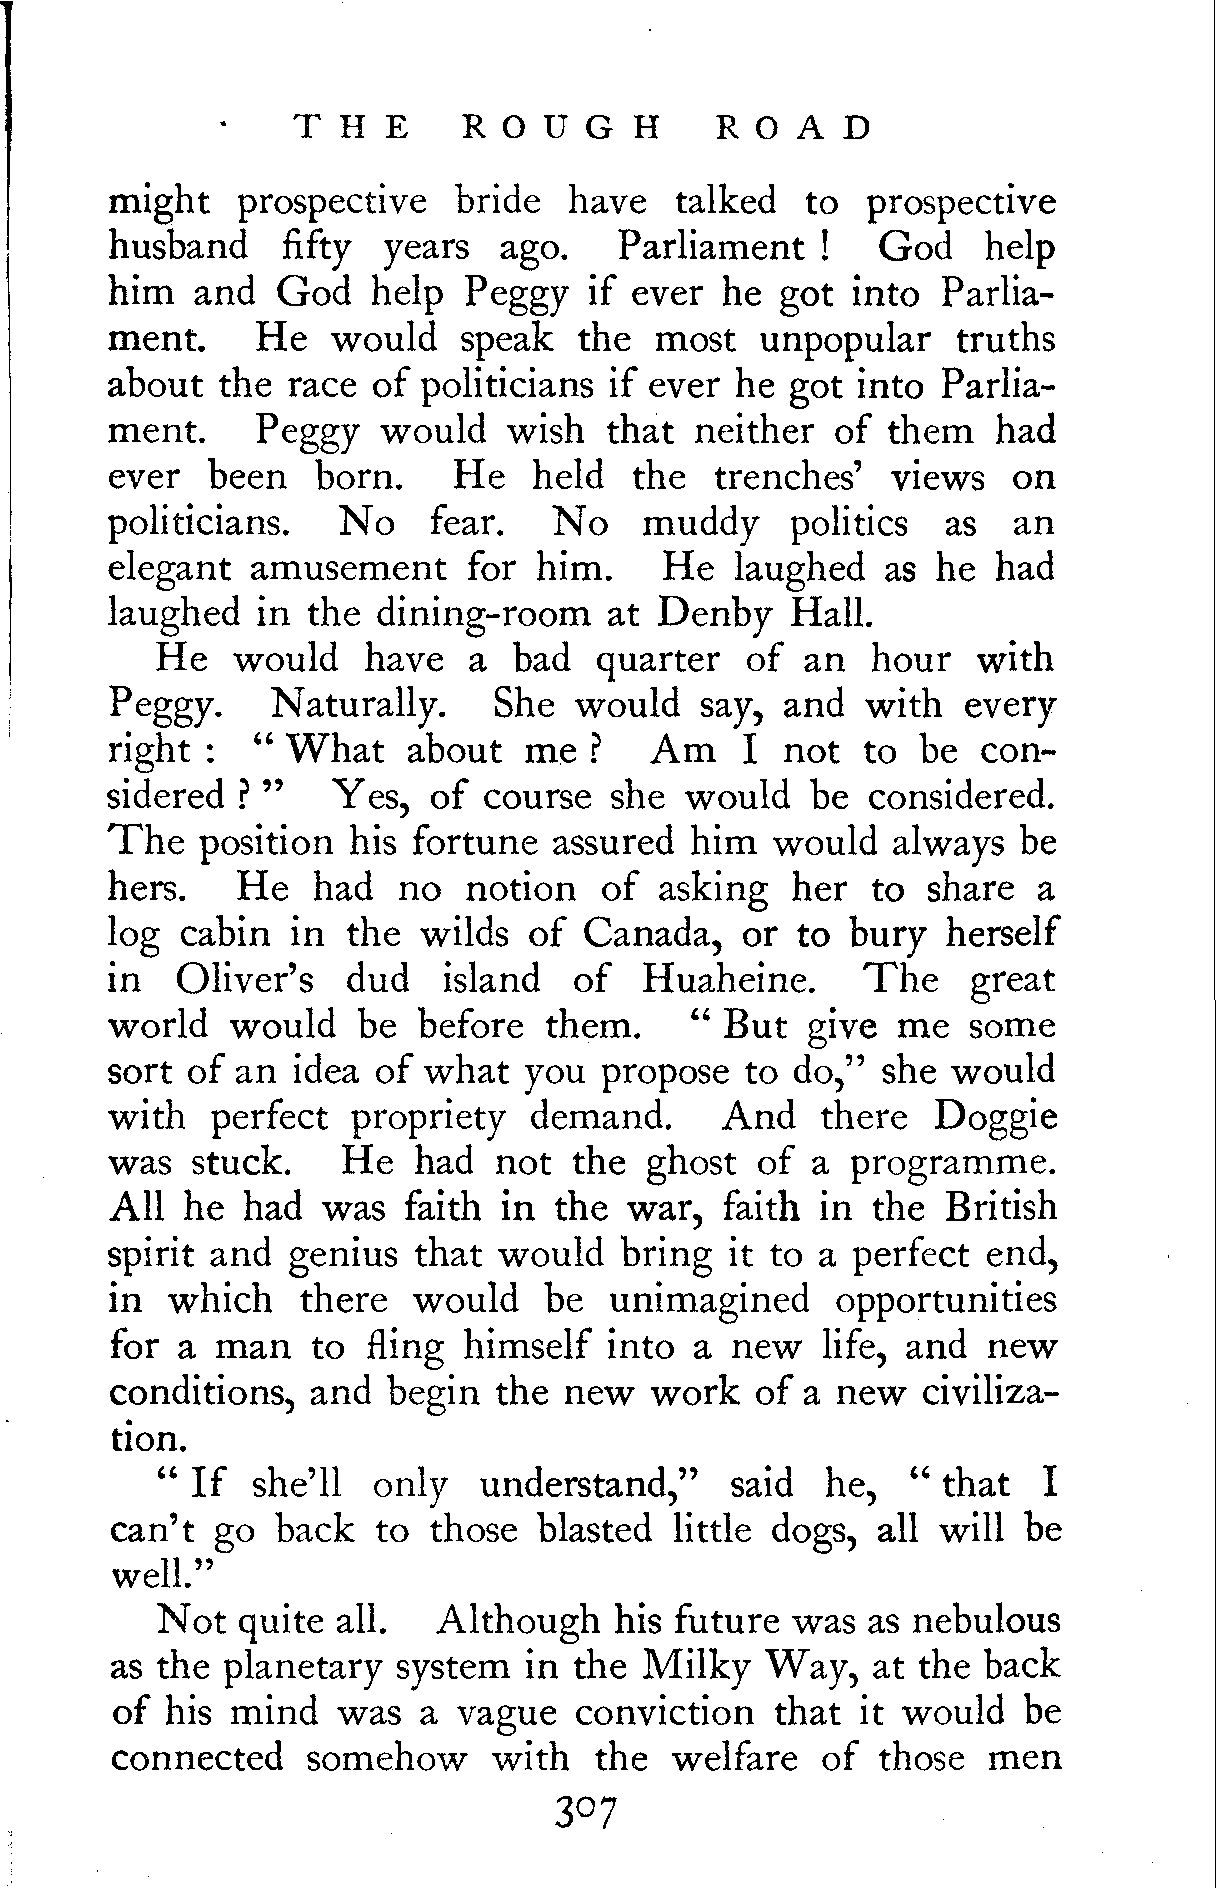 THE ROUGH ROAD
might prospective bride have talked to prospective
husband fifty years ago. Parliament ! God help
him and God help Peggy if ever he got into Parlia-
ment. He would speak the most unpopular truths
about the race of politicians if ever he got into Parlia-
ment. Peggy would wish that neither of them had
ever been born. He held the trenches’ views on
politicians. No fear. No muddy politics as an
elegant amusement for him. He laughed as he had
laughed in the dining-room at Denby Hall.
He would have a bad quarter of an hour with
Peggy. Naturally. She would say, and with every
right : “ What about me ? Am I not to be con-
sidered ? ” Yes, of course she would be considered.
The position his fortune assured him would always be
hers. He had no notion of asking her to share a
log cabin in the wilds of Canada, or to bury herself
in Oliver’s dud island of Huaheine. The great
world would be before them. “ But give me some
sort of an idea of what you propose to do,” she would
with perfect propriety demand. And there Doggie
was stuck. He had not the ghost of a programme.
All he had was faith in the war, faith in the British
spirit and genius that would bring it to a perfect end,
in which there would be unimagined opportunities
for a man to fling himself into a new life, and new
conditions, and begin the new work of a new civiliza-
tion.
“ If she’ll only understand,” said he, “ that I
can’t go back to those blasted little dogs, all will be
well.”
Not quite all. Although his future was as nebulous
as the planetary system in the Milky Way, at the back
of his mind was a vague conviction that it would be
connected somehow with the welfare of those men
307